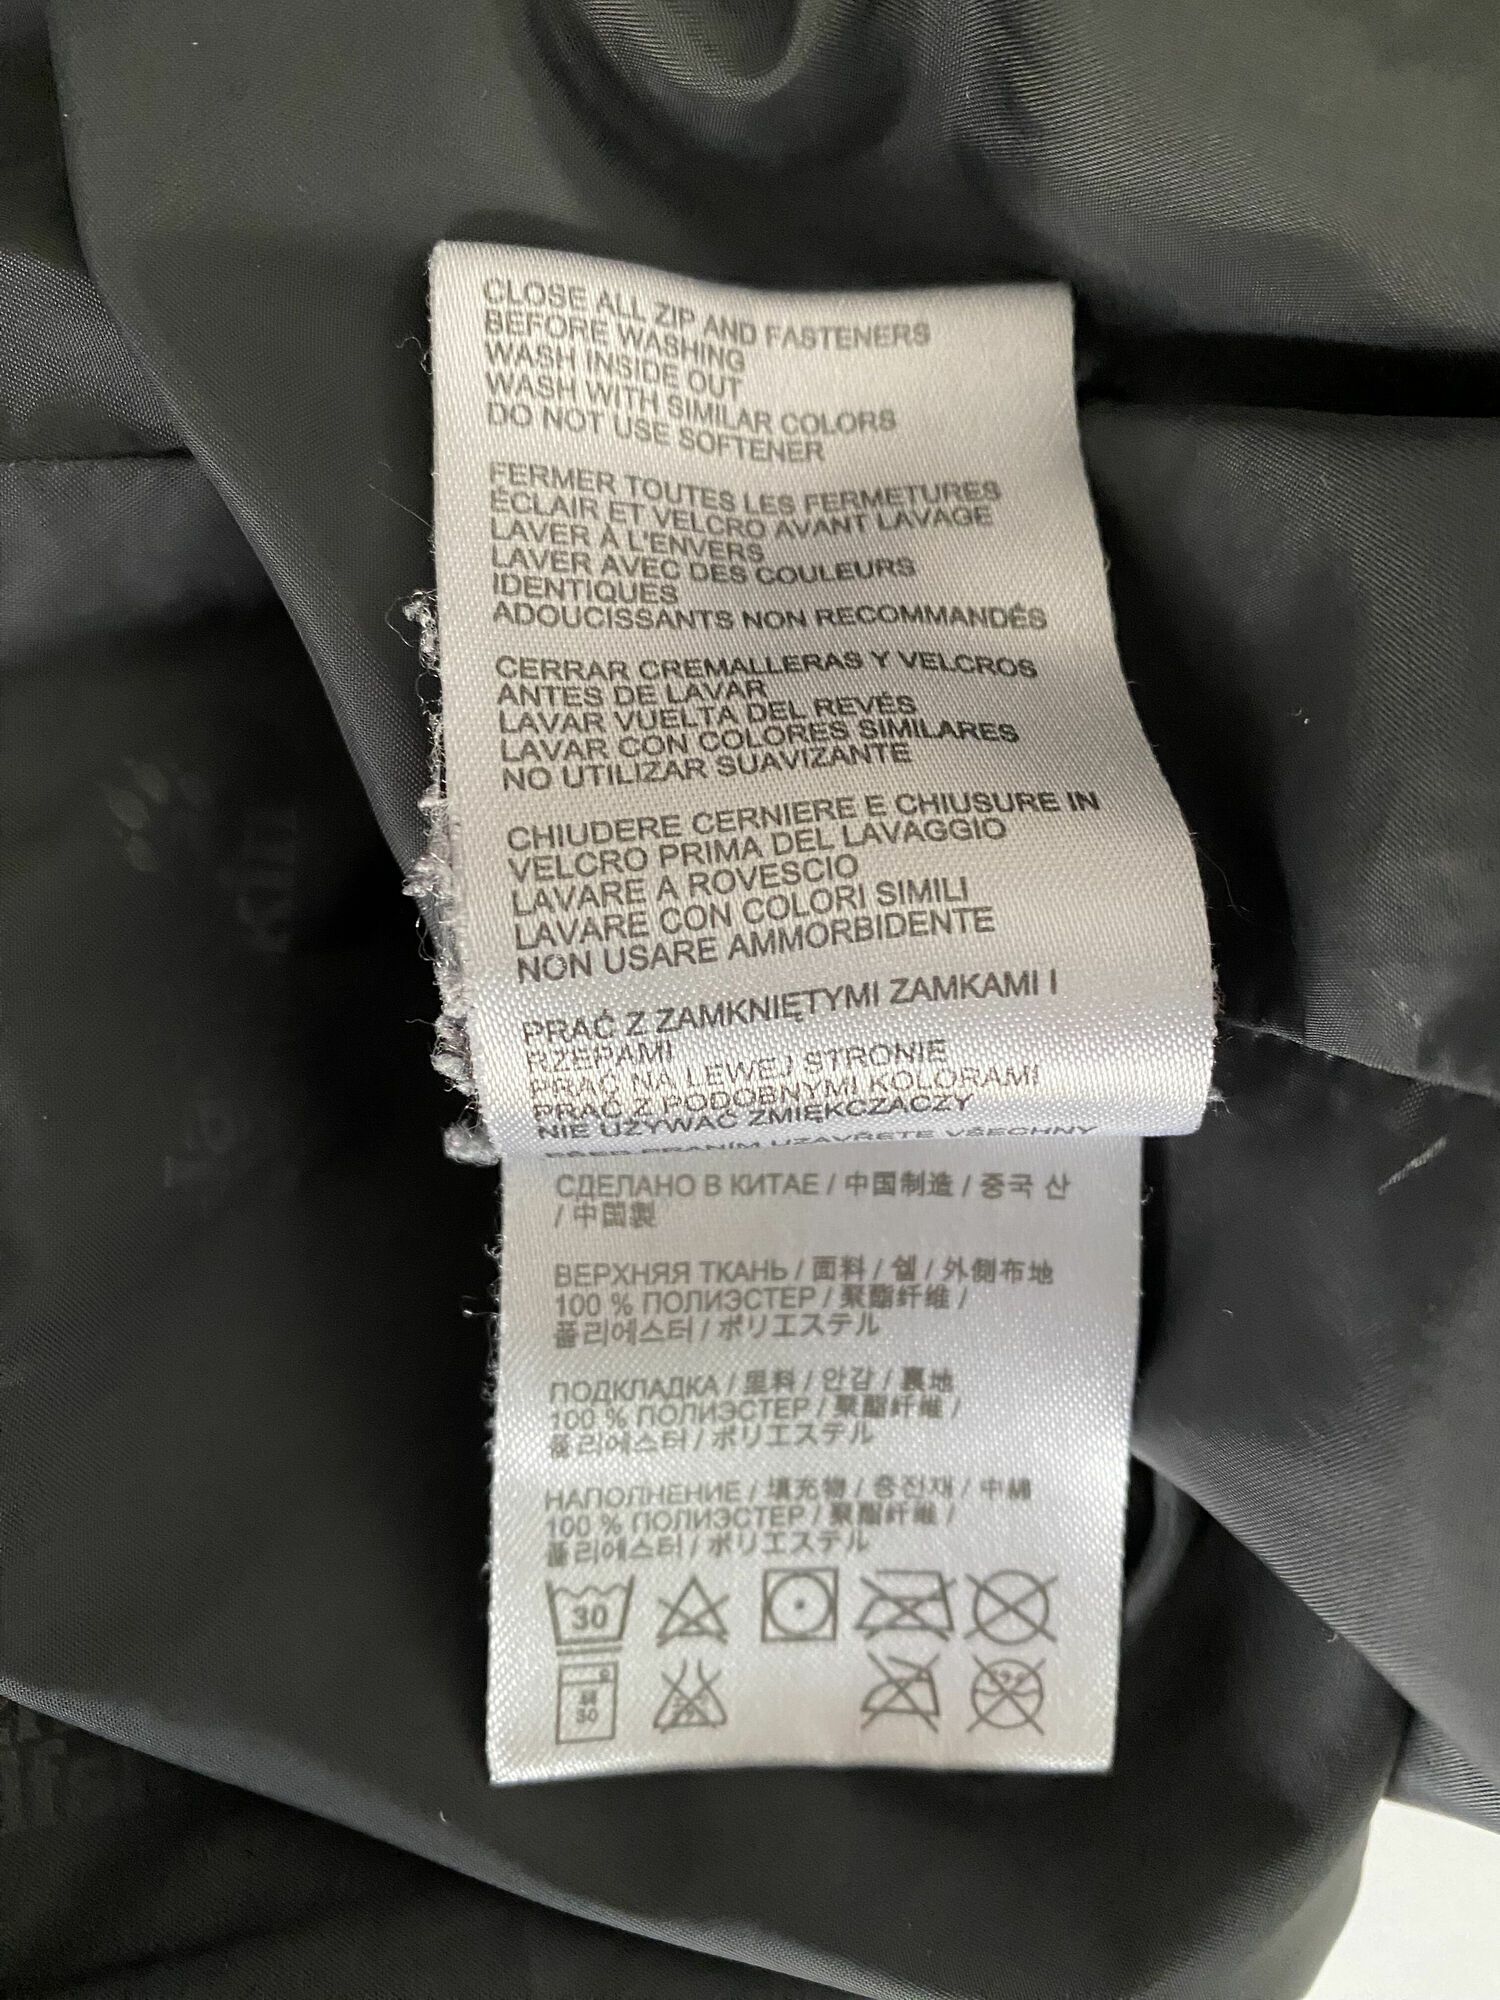 CLOSE ALL ZIP AND FASTENERS
BEFORE WASHING
WASH INSIDE OUT
WASH WITH SIMILAR COLORS
DO NOT USE SOFTENER
FERMER TOUTES LES FERMETURES
ÉCLAIR ET VELCRO AVANT LAVAGE
LAVER À L'ENVERS
LAVER AVEC DES COULEURS
IDENTIQUES
ADOUCISSANTS NON RECOMMANDÉS
CERRAR CREMALLERAS Y VELCROS
ANTES DE LAVAR
LAVAR VUELTA DEL REVÉS
LAVAR CON COLORES SIMILARES
NO UTILIZAR SUAVIZANTE
CHIUDERE CERNIERE E CHIUSURE IN
VELCRO PRIMA DEL LAVAGGIO
LAVARE A ROVESCIO
LAVARE CON COLORI SIMILI
NON USARE AMMORBIDENTE
PRAĆ Z ZAMKNIĘTYMI ZAMKAMI I
RZEPAMI
PRAĆ NA LEWEJ STRONIE
PRAĆ Z PODOBNYMI KOLORAMI
NIE UŻYWAĆ ZMIĘKCZACZY
PŘED PRANÍM UZAVŘETE VŠECHNY
СДЕЛАНО В КИТАЕ / 中国制造 / 중국 산
/ 中国製
ВЕРХНЯЯ ТКАНЬ / 面料 / 쉘 / 外側布地
100 % ПОЛИЭСТЕР / 聚酯纤维 /
폴리에스터 / ポリエステル
ПОДКЛАДКА / 里料 / 안감 / 裏地
100 % ПОЛИЭСТЕР / 聚酯纤维 /
폴리에스터 / ポリエステル
НАПОЛНЕНИЕ / 填充物 / 충전재 / 中綿
100 % ПОЛИЭСТЕР / 聚酯纤维 /
폴리에스터 / ポリエステル
30
30